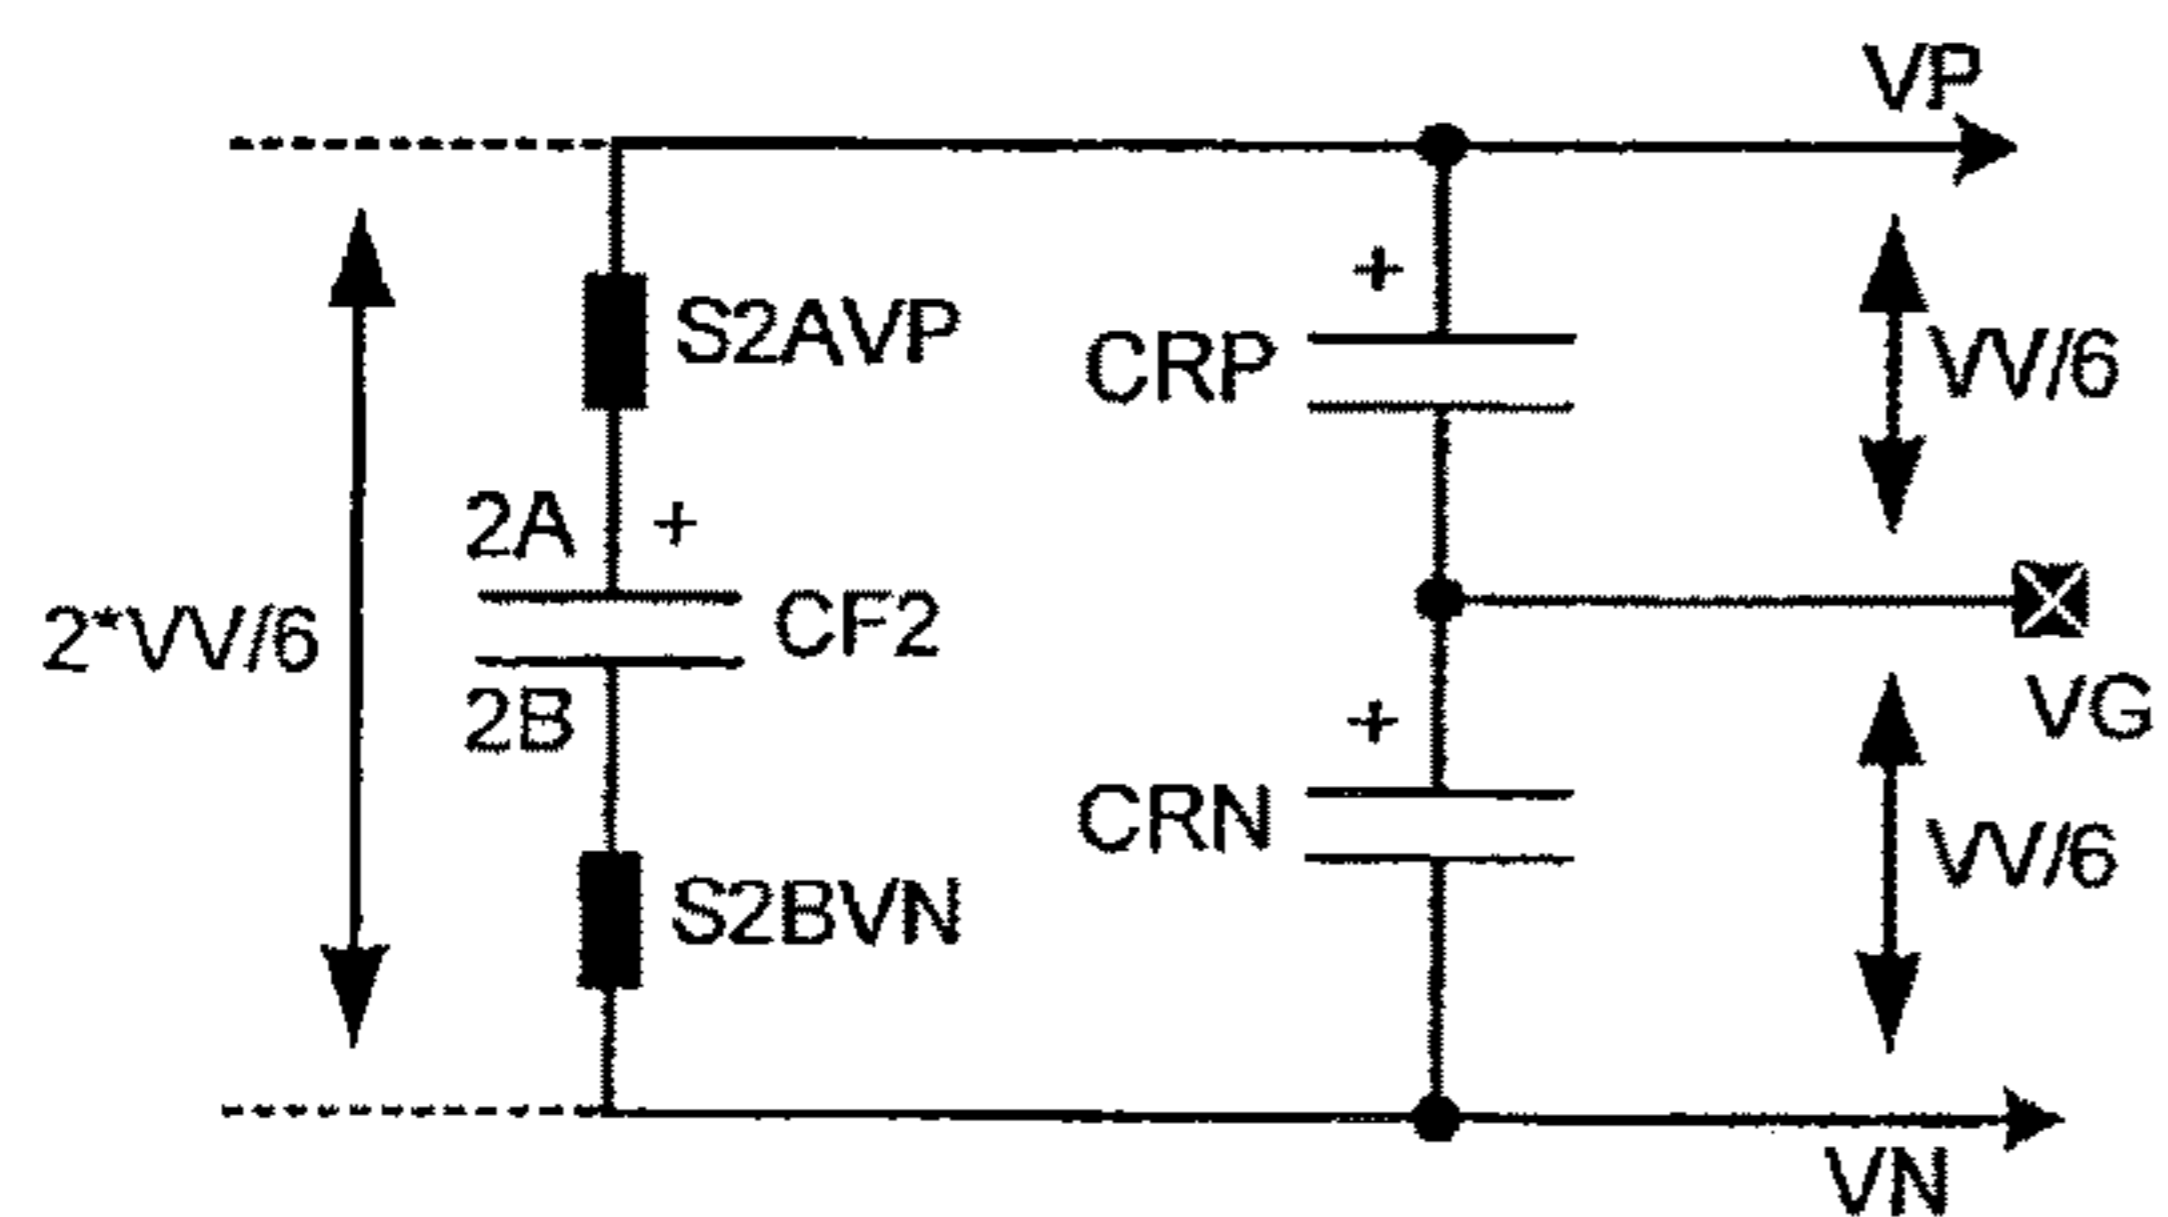 VP
+
S2AVP
CRP
VV/6
2A +
2*VV/6
CF2
2B
VG
+
CRN
VV/6
S2BVN
VN